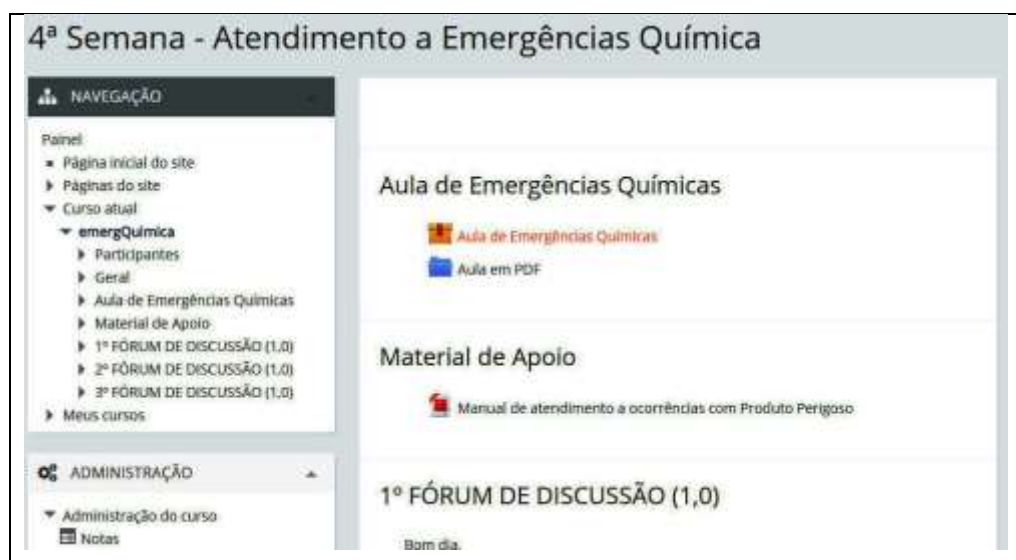 4ª Semana - Atendimento a Emergências Química
NAVEGAÇÃO
Painel
Página inicial do site
Páginas do site
Curso atual
emergQuimica
Participantes
Geral
Aula de Emergências Químicas
Material de Apoio
1º FÓRUM DE DISCUSSÃO (1,0)
2º FÓRUM DE DISCUSSÃO (1,0)
3º FÓRUM DE DISCUSSÃO (1,0)
Meus cursos
ADMINISTRAÇÃO
Administração do curso
Notas
Aula de Emergências Químicas
Aula de Emergências Químicas
Aula em PDF
Material de Apoio
Manual de atendimento a ocorrências com Produto Perigoso
1º FÓRUM DE DISCUSSÃO (1,0)
Bom dia,